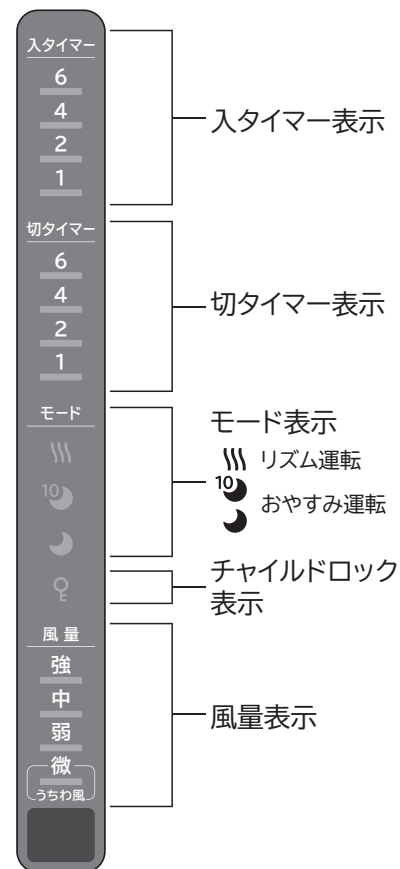 入タイマー
6
4
2
1
入タイマー表示
切タイマー
6
4
2
1
切タイマー表示
モード
10
モード表示
リズム運転
10
おやすみ運転
チャイルドロック
表示
風量
強
中
弱
微
うちわ風
風量表示